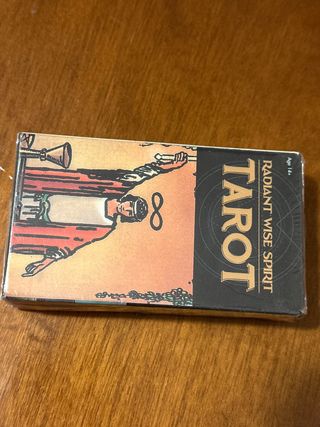 Age 14+
RADIANT WISE SPIRIT
TAROT